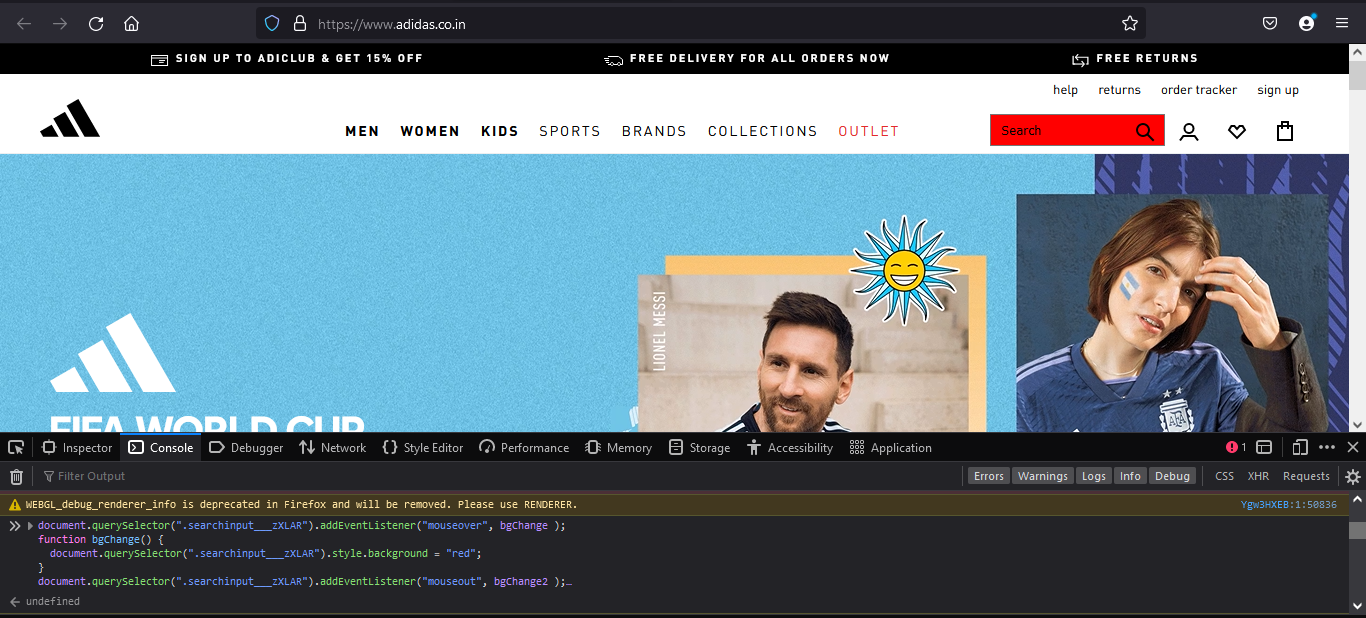 https://www.adidas.co.in
SIGN UP TO ADICLUB & GET 15% OFF
FREE DELIVERY FOR ALL ORDERS NOW
FREE RETURNS
help returns order tracker sign up
MEN WOMEN KIDS SPORTS BRANDS COLLECTIONS OUTLET
Search
LIONEL MESSI
AFA
FIFA WORLD CUP
Inspector Console Debugger Network Style Editor Performance Memory Storage Accessibility Application 1
Filter Output Errors Warnings Logs Info Debug CSS XHR Requests
WEBGL_debug_renderer_info is deprecated in Firefox and will be removed. Please use RENDERER. Ygw3HXEB:1:50836
document.querySelector(".searchinput___zXLAR").addEventListener("mouseover", bgChange );
function bgChange() {
document.querySelector(".searchinput___zXLAR").style.background = "red";
}
document.querySelector(".searchinput___zXLAR").addEventListener("mouseout", bgChange2 );…
undefined